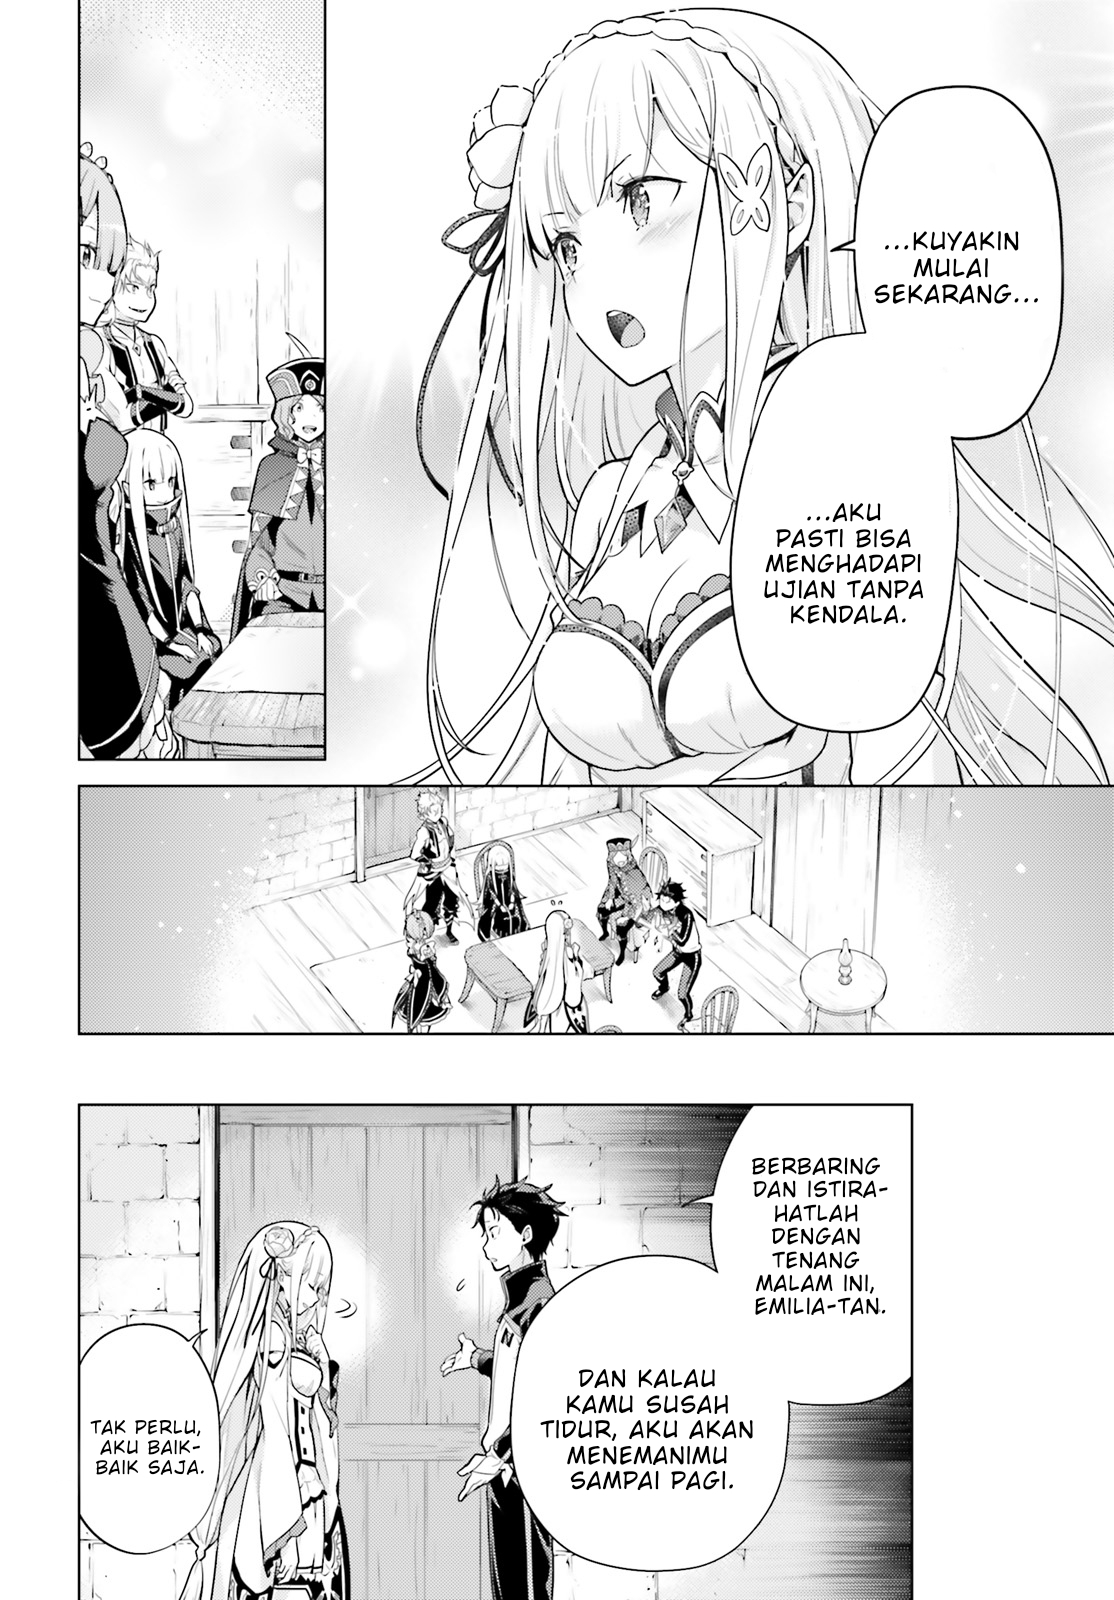 ...KUYAKIN
MULAI
SEKARANG...
...AKU
PASTI BISA
MENGHADAPI
UJIAN TANPA
KENDALA.
BERBARING
DAN ISTIRA-
HATLAH
DENGAN
TENANG
MALAM INI,
EMILIA-TAN.
DAN KALAU
KAMU SUSAH
TIDUR, AKU AKAN
MENEMANIMU
SAMPAI PAGI.
TAK PERLU,
AKU BAIK-
BAIK SAJA.